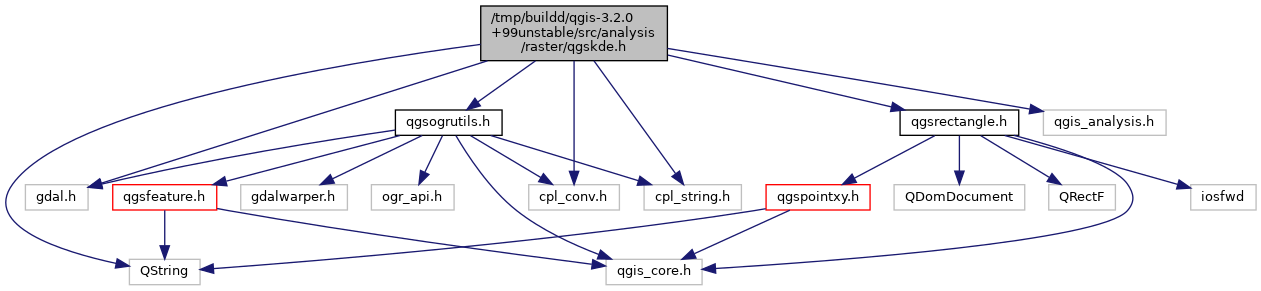 /tmp/buildd/qgis-3.2.0
+99unstable/src/analysis
/raster/qgskde.h
qgsogrutils.h
qgsrectangle.h
qgis_analysis.h
gdal.h
qgsfeature.h
gdalwarper.h
ogr_api.h
cpl_conv.h
cpl_string.h
qgspointxy.h
QDomDocument
QRectF
iosfwd
QString
qgis_core.h